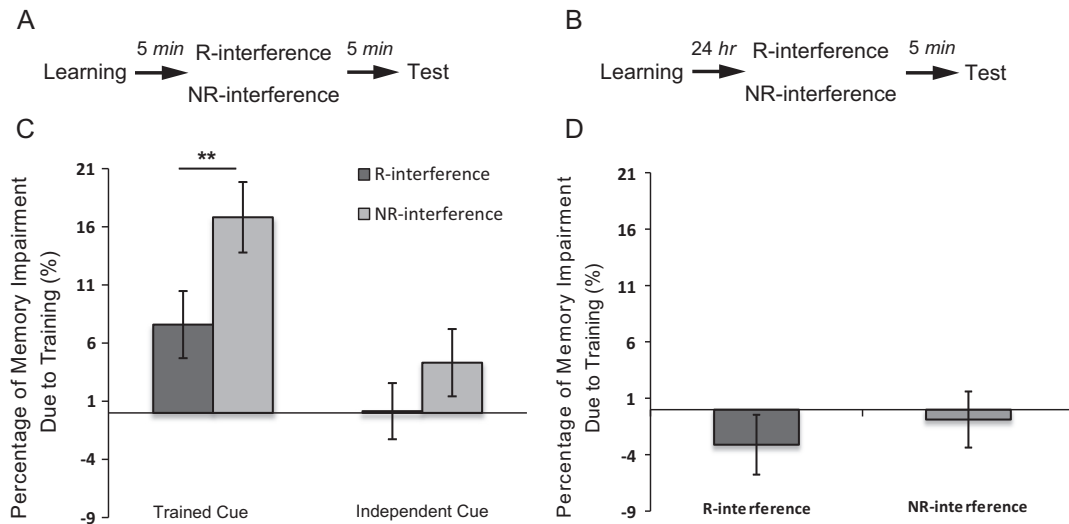 A
5 min
R-interference
5 min
Learning
Test
NR-interference
B
24 hr
R-interference
5 min
Learning
Test
NR-interference
C
Percentage of Memory Impairment
Due to Training (%)
21
16
11
6
1
-4
-9
**
R-interference
NR-interference
Trained Cue
Independent Cue
D
Percentage of Memory Impairment
Due to Training (%)
21
16
11
6
1
-4
-9
R-interference
NR-interference